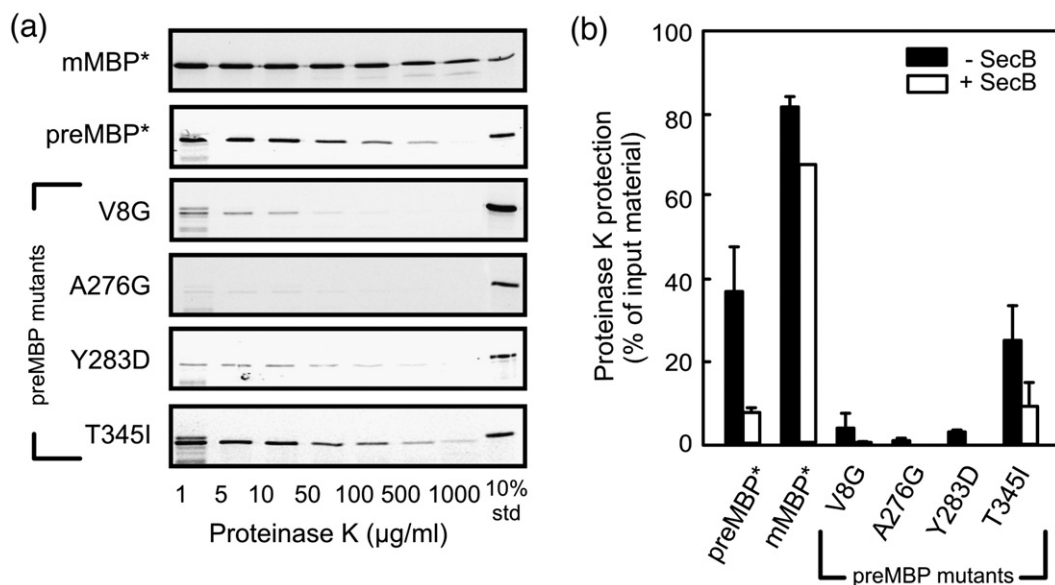 (a)
mMBP*
preMBP*
V8G
A276G
Y283D
T345I
preMBP mutants
1 5 10 50 100 500 1000 10% std
Proteinase K (µg/ml)
(b)
Proteinase K protection
(% of input material)
100
80
60
40
20
0
- SecB
+ SecB
preMBP*
mMBP*
V8G
A276G
Y283D
T345I
preMBP mutants